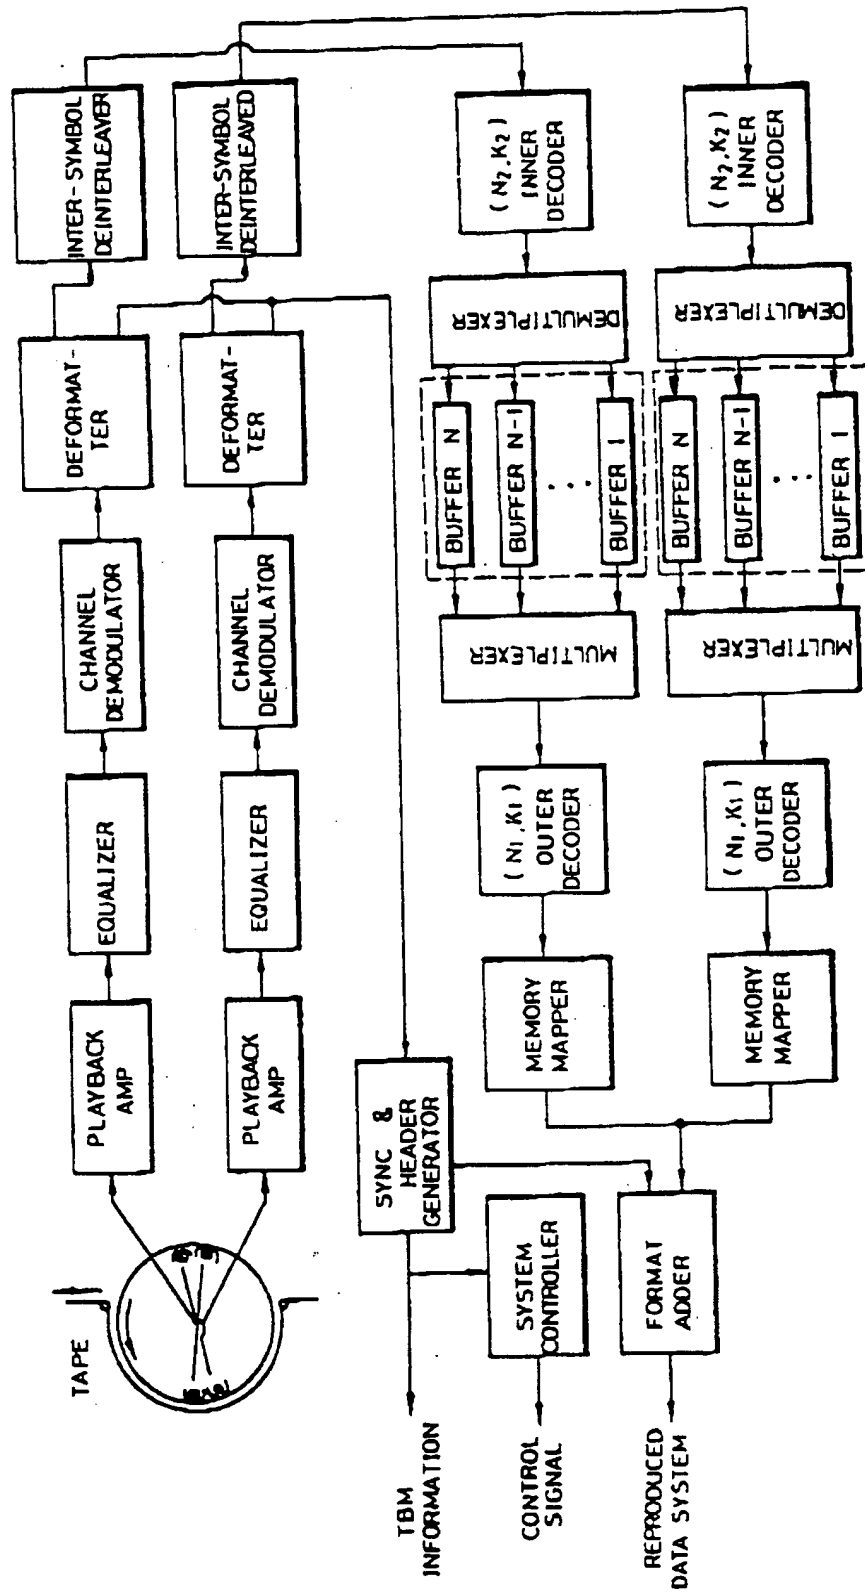 TAPE
PLAYBACK
AMP
EQUALIZER
CHANNEL
DEMODULATOR
DEFORMAT-
TER
INTER-SYMBOL
DEINTERLEAVER
PLAYBACK
AMP
EQUALIZER
CHANNEL
DEMODULATOR
DEFORMAT-
TER
INTER-SYMBOL
DEINTERLEAVED
TBM
INFORMATION
SYNC &
HEADER
GENERATOR
CONTROL
SIGNAL
SYSTEM
CONTROLLER
REPRODUCED
DATA SYSTEM
FORMAT
ADDER
MEMORY
MAPPER
(N1,K1)
OUTER
DECODER
MULTIPLEXER
BUFFER N
BUFFER N-1
...
BUFFER 1
DEMULTIPLEXER
(N2,K2)
INNER
DECODER
MEMORY
MAPPER
(N1,K1)
OUTER
DECODER
MULTIPLEXER
BUFFER N
BUFFER N-1
...
BUFFER 1
DEMULTIPLEXER
(N2,K2)
INNER
DECODER